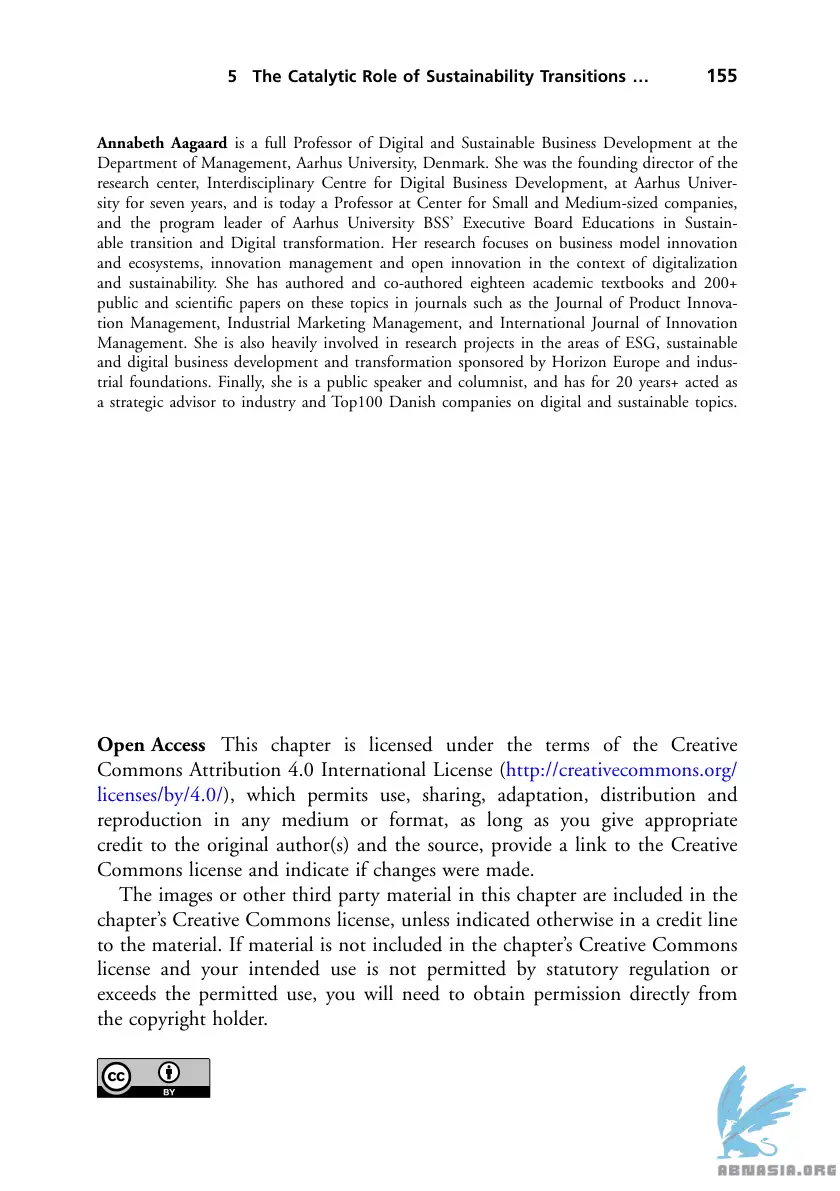 5 The Catalytic Role of Sustainability Transitions … 155
Annabeth Aagaard is a full Professor of Digital and Sustainable Business Development at the
Department of Management, Aarhus University, Denmark. She was the founding director of the
research center, Interdisciplinary Centre for Digital Business Development, at Aarhus Univer-
sity for seven years, and is today a Professor at Center for Small and Medium-sized companies,
and the program leader of Aarhus University BSS’ Executive Board Educations in Sustain-
able transition and Digital transformation. Her research focuses on business model innovation
and ecosystems, innovation management and open innovation in the context of digitalization
and sustainability. She has authored and co-authored eighteen academic textbooks and 200+
public and scientific papers on these topics in journals such as the Journal of Product Innova-
tion Management, Industrial Marketing Management, and International Journal of Innovation
Management. She is also heavily involved in research projects in the areas of ESG, sustainable
and digital business development and transformation sponsored by Horizon Europe and indus-
trial foundations. Finally, she is a public speaker and columnist, and has for 20 years+ acted as
a strategic advisor to industry and Top100 Danish companies on digital and sustainable topics.
Open Access This chapter is licensed under the terms of the Creative
Commons Attribution 4.0 International License (http://creativecommons.org/
licenses/by/4.0/), which permits use, sharing, adaptation, distribution and
reproduction in any medium or format, as long as you give appropriate
credit to the original author(s) and the source, provide a link to the Creative
Commons license and indicate if changes were made.
The images or other third party material in this chapter are included in the
chapter’s Creative Commons license, unless indicated otherwise in a credit line
to the material. If material is not included in the chapter’s Creative Commons
license and your intended use is not permitted by statutory regulation or
exceeds the permitted use, you will need to obtain permission directly from
the copyright holder.
cc
BY
ABNASIA.ORG